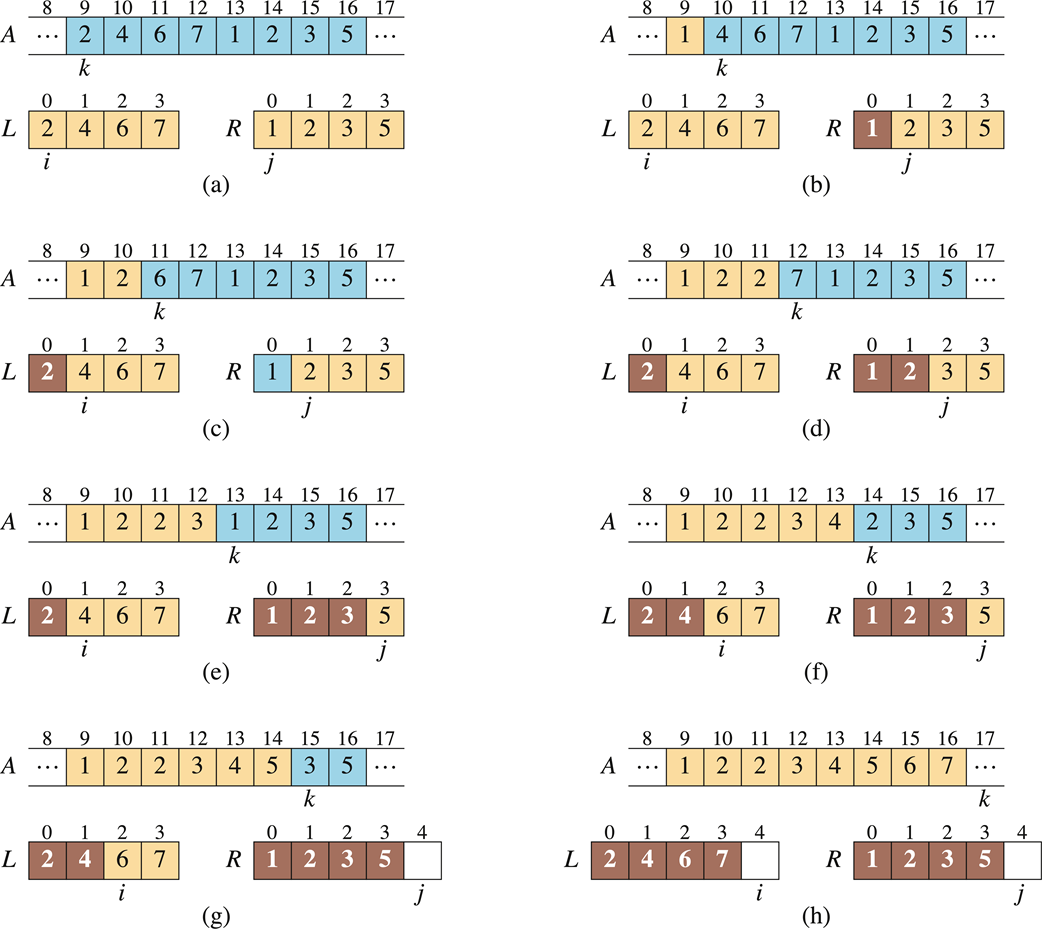 8 9 10 11 12 13 14 15 16 17
A ··· 2 4 6 7 1 2 3 5 ···
k
0 1 2 3 0 1 2 3
L 2 4 6 7 R 1 2 3 5
i j
(a)
8 9 10 11 12 13 14 15 16 17
A ··· 1 4 6 7 1 2 3 5 ···
k
0 1 2 3 0 1 2 3
L 2 4 6 7 R 1 2 3 5
i j
(b)
8 9 10 11 12 13 14 15 16 17
A ··· 1 2 6 7 1 2 3 5 ···
k
0 1 2 3 0 1 2 3
L 2 4 6 7 R 1 2 3 5
i j
(c)
8 9 10 11 12 13 14 15 16 17
A ··· 1 2 2 7 1 2 3 5 ···
k
0 1 2 3 0 1 2 3
L 2 4 6 7 R 1 2 3 5
i j
(d)
8 9 10 11 12 13 14 15 16 17
A ··· 1 2 2 3 1 2 3 5 ···
k
0 1 2 3 0 1 2 3
L 2 4 6 7 R 1 2 3 5
i j
(e)
8 9 10 11 12 13 14 15 16 17
A ··· 1 2 2 3 4 2 3 5 ···
k
0 1 2 3 0 1 2 3
L 2 4 6 7 R 1 2 3 5
i j
(f)
8 9 10 11 12 13 14 15 16 17
A ··· 1 2 2 3 4 5 3 5 ···
k
0 1 2 3 0 1 2 3 4
L 2 4 6 7 R 1 2 3 5
i j
(g)
8 9 10 11 12 13 14 15 16 17
A ··· 1 2 2 3 4 5 6 7 ···
k
0 1 2 3 4 0 1 2 3 4
L 2 4 6 7 R 1 2 3 5
i j
(h)